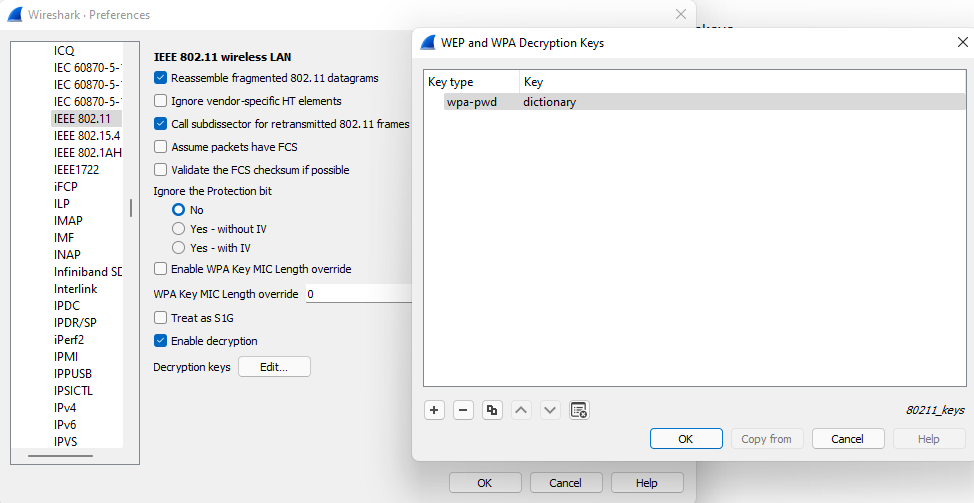 Wireshark · Preferences
ICQ
IEC 60870-5-1
IEC 60870-5-1
IEC 60870-5-1
IEEE 802.11
IEEE 802.15.4
IEEE 802.1AH
IEEE1722
iFCP
ILP
IMAP
IMF
INAP
Infiniband SD
Interlink
IPDC
IPDR/SP
iPerf2
IPMI
IPPUSB
IPSICTL
IPv4
IPv6
IPVS
IEEE 802.11 wireless LAN
Reassemble fragmented 802.11 datagrams
Ignore vendor-specific HT elements
Call subdissector for retransmitted 802.11 frames
Assume packets have FCS
Validate the FCS checksum if possible
Ignore the Protection bit
No
Yes - without IV
Yes - with IV
Enable WPA Key MIC Length override
WPA Key MIC Length override 0
Treat as S1G
Enable decryption
Decryption keys Edit...
OK Cancel Help
WEP and WPA Decryption Keys
Key type Key
wpa-pwd dictionary
80211_keys
OK Copy from Cancel Help